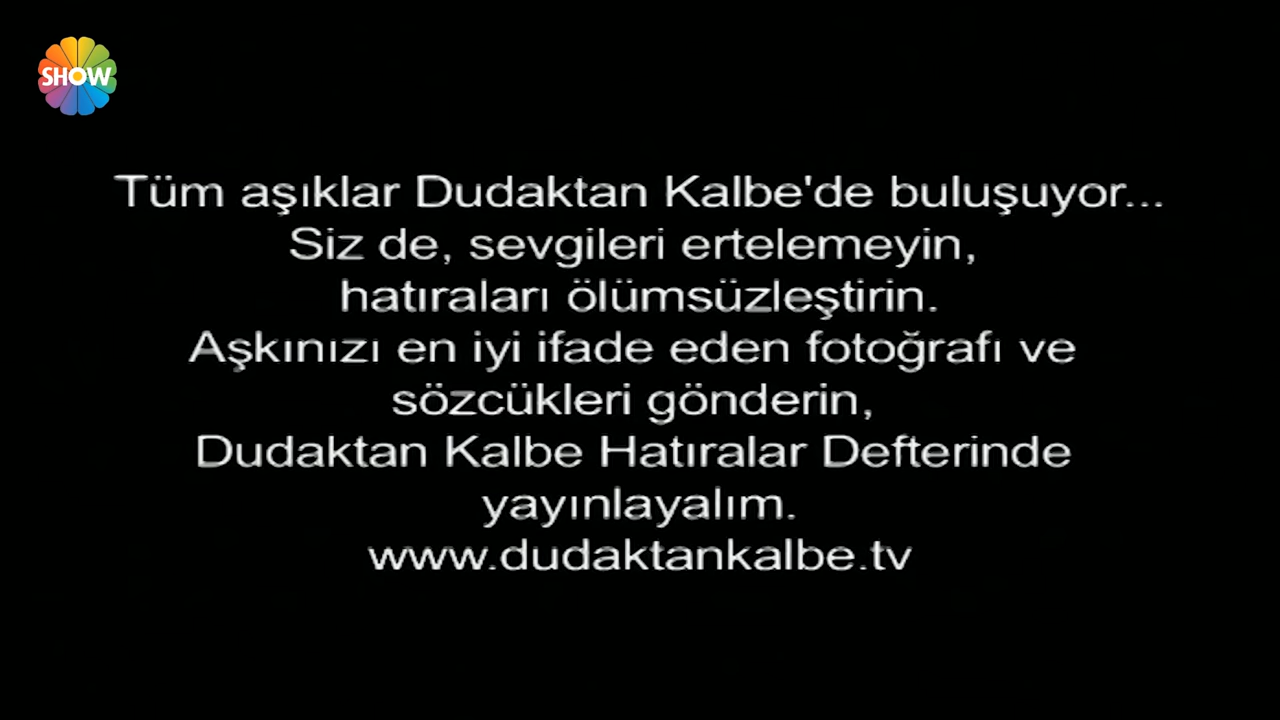 SHOW
Tüm aşıklar Dudaktan Kalbe'de buluşuyor...
Siz de, sevgileri ertelemeyin,
hatıraları ölümsüzleştirin.
Aşkınızı en iyi ifade eden fotoğrafı ve
sözcükleri gönderin,
Dudaktan Kalbe Hatıralar Defterinde
yayınlayalım.
www.dudaktankalbe.tv